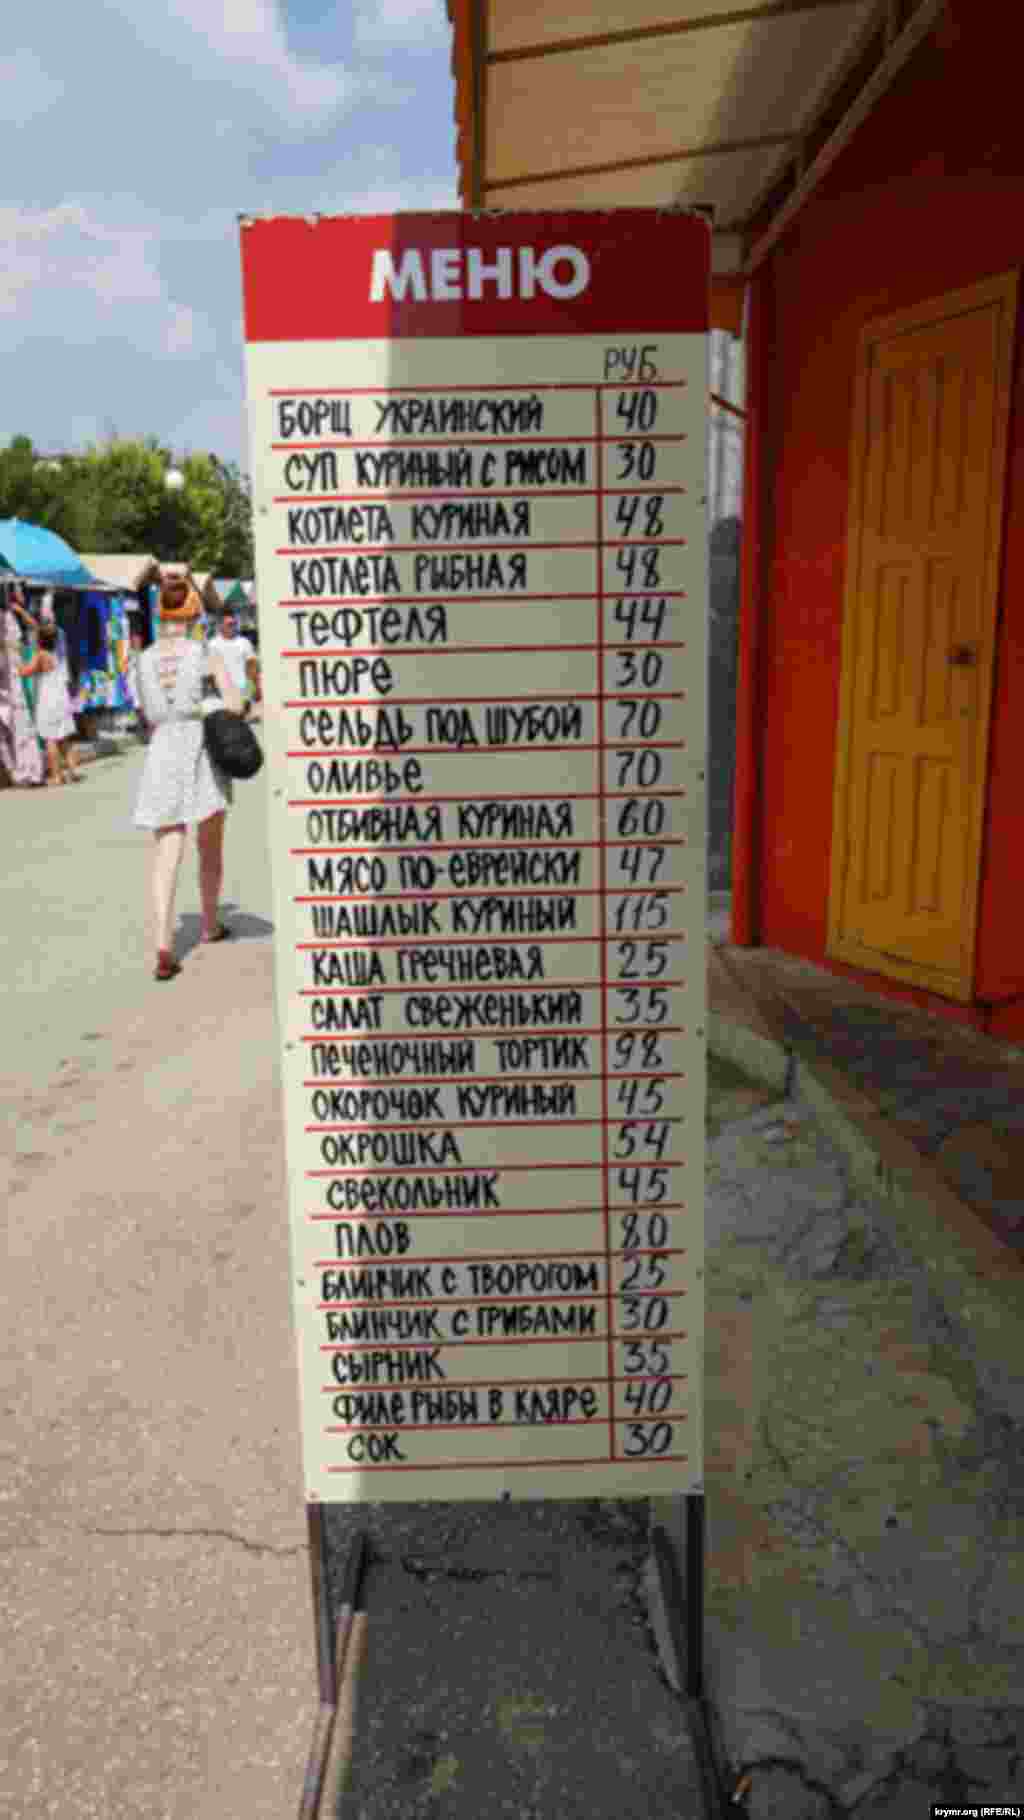 МЕНЮ
РУБ.
БОРЩ УКРАИНСКИЙ 40
СУП КУРИНЫЙ С РИСОМ 30
КОТЛЕТА КУРИНАЯ 48
КОТЛЕТА РЫБНАЯ 48
ТЕФТЕЛЯ 44
ПЮРЕ 30
СЕЛЬДЬ ПОД ШУБОЙ 70
ОЛИВЬЕ 70
ОТБИВНАЯ КУРИНАЯ 60
МЯСО ПО-ЕВРЕЙСКИ 47
ШАШЛЫК КУРИНЫЙ 115
КАША ГРЕЧНЕВАЯ 25
САЛАТ СВЕЖЕНЬКИЙ 35
ПЕЧЕНОЧНЫЙ ТОРТИК 98
ОКОРОЧОК КУРИНЫЙ 45
ОКРОШКА 54
СВЕКОЛЬНИК 45
ПЛОВ 80
БЛИНЧИК С ТВОРОГОМ 25
БЛИНЧИК С ГРИБАМИ 30
СЫРНИК 35
ФИЛЕ РЫБЫ В КЛЯРЕ 40
СОК 30
krymr.org (RFE/RL)